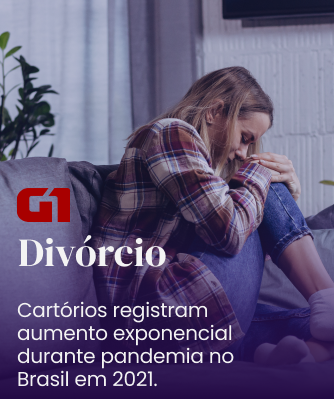 G1
Divórcio
Cartórios registram
aumento exponencial
durante pandemia no
Brasil em 2021.